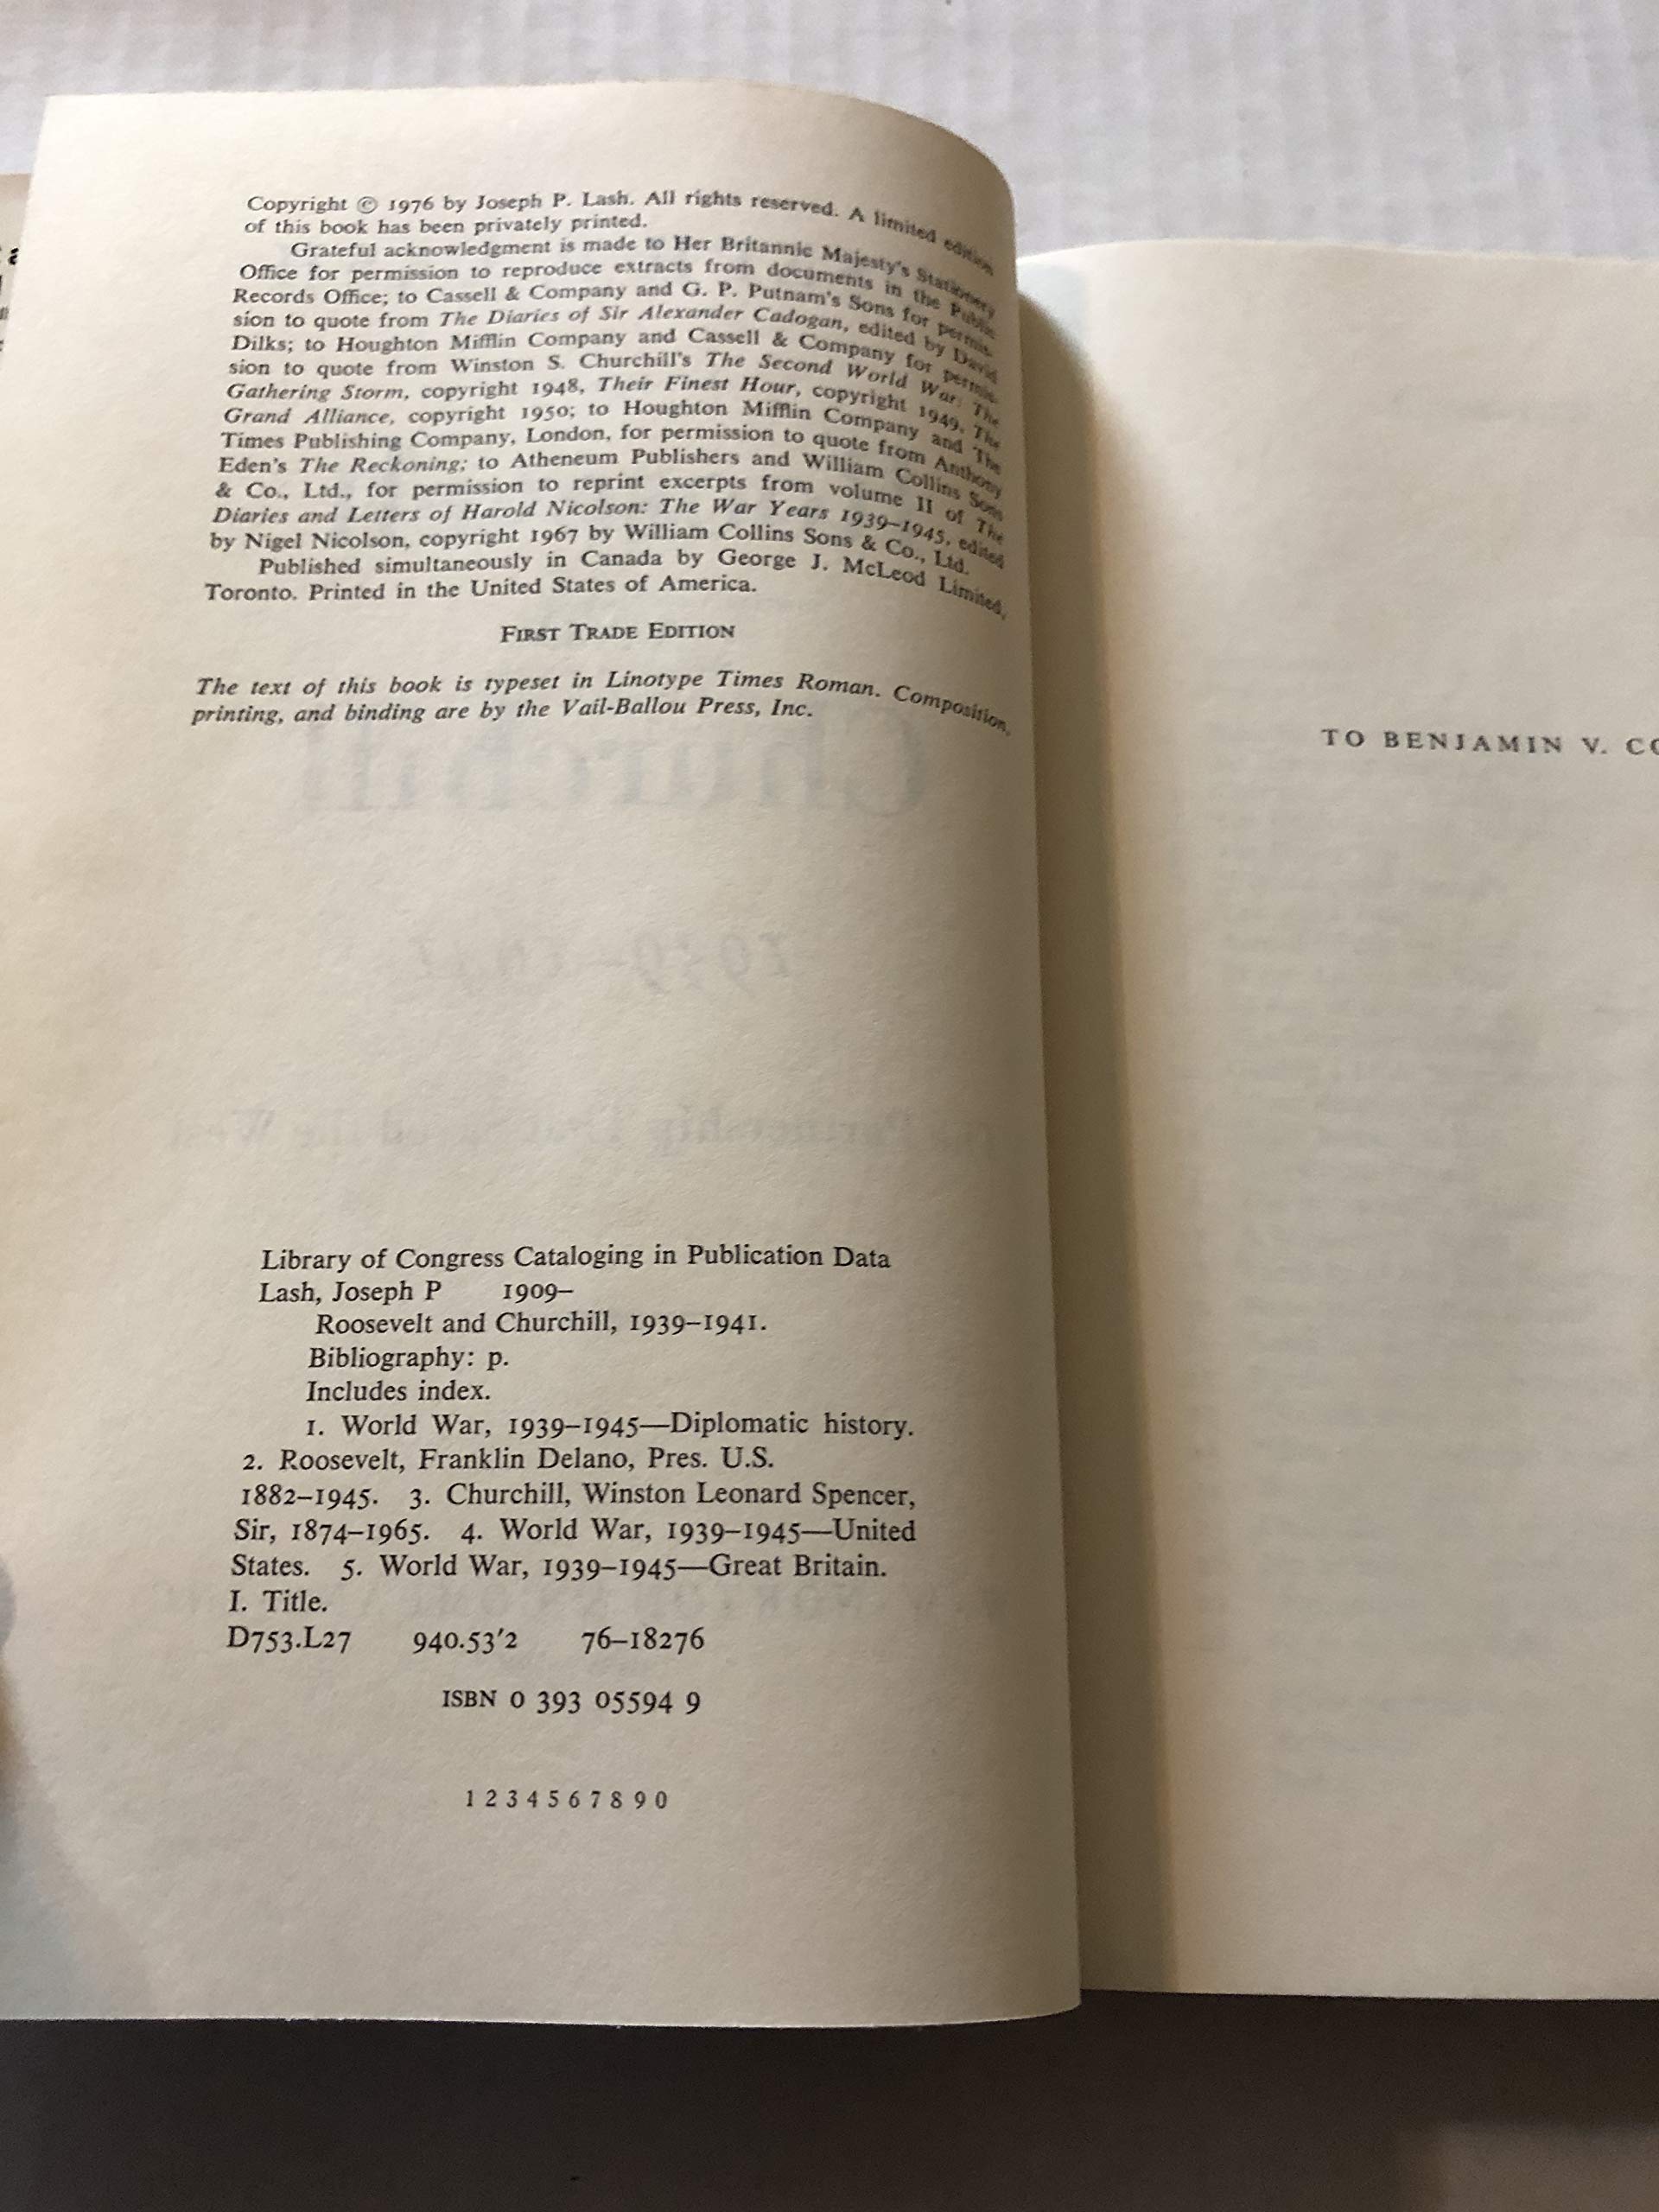 Copyright © 1976 by Joseph P. Lash. All rights reserved. A limited edition
of this book has been privately printed.
Grateful acknowledgment is made to Her Britannic Majesty's Stationery
Office for permission to reproduce extracts from documents in the Public
Records Office; to Cassell & Company and G. P. Putnam's Sons for permis-
sion to quote from The Diaries of Sir Alexander Cadogan, edited by David
Dilks; to Houghton Mifflin Company and Cassell & Company for permis-
sion to quote from Winston S. Churchill's The Second World War: The
Gathering Storm, copyright 1948, Their Finest Hour, copyright 1949, The
Grand Alliance, copyright 1950; to Houghton Mifflin Company and The
Times Publishing Company, London, for permission to quote from Anthony
Eden's The Reckoning; to Atheneum Publishers and William Collins Sons
& Co., Ltd., for permission to reprint excerpts from volume II of The
Diaries and Letters of Harold Nicolson: The War Years 1939–1945, edited
by Nigel Nicolson, copyright 1967 by William Collins Sons & Co., Ltd.
Published simultaneously in Canada by George J. McLeod Limited,
Toronto. Printed in the United States of America.
FIRST TRADE EDITION
The text of this book is typeset in Linotype Times Roman. Composition,
printing, and binding are by the Vail-Ballou Press, Inc.
TO BENJAMIN V. CO
Library of Congress Cataloging in Publication Data
Lash, Joseph P 1909–
Roosevelt and Churchill, 1939–1941.
Bibliography: p.
Includes index.
1. World War, 1939–1945—Diplomatic history.
2. Roosevelt, Franklin Delano, Pres. U.S.
1882–1945. 3. Churchill, Winston Leonard Spencer,
Sir, 1874–1965. 4. World War, 1939–1945—United
States. 5. World War, 1939–1945—Great Britain.
I. Title.
D753.L27 940.53'2 76–18276
ISBN 0 393 05594 9
1 2 3 4 5 6 7 8 9 0